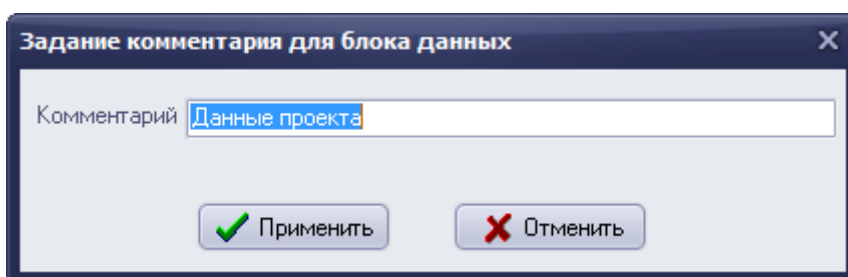 Задание комментария для блока данных
Комментарий Данные проекта
Применить Отменить